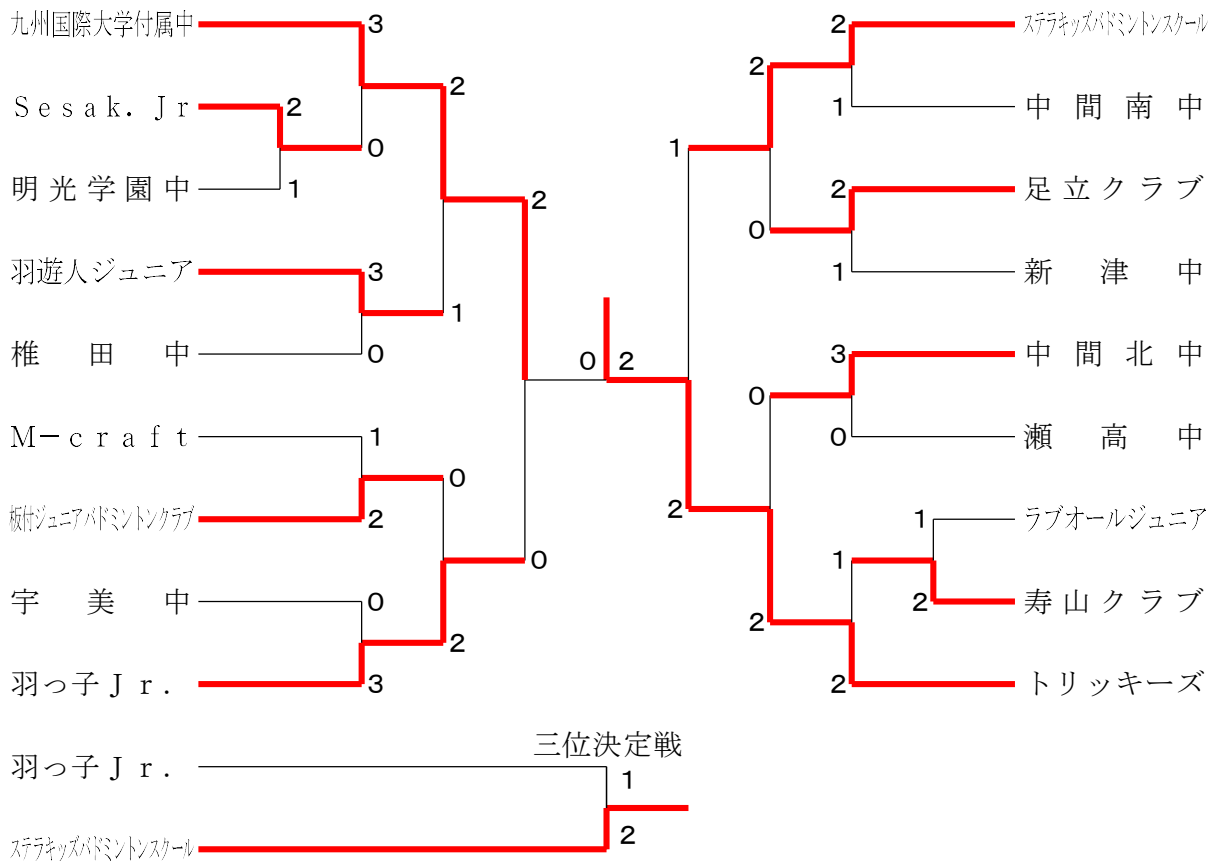 九州国際大学付属中
3
2
Sesak.Jr
2
0
明光学園中
1
2
羽遊人ジュニア
3
1
椎田中
0
M－craft
1
0
板付ジュニアバドミントンクラブ
2
0
宇美中
0
2
羽っ子Jr.
3
0 2
2
ステラキッズバドミントンスクール
2
1
中間南中
1
2
足立クラブ
0
1
新津中
3
中間北中
0
0
瀬高中
2
1
ラブオールジュニア
1
2
寿山クラブ
2
2
トリッキーズ
三位決定戦
羽っ子Jr.
1
2
ステラキッズバドミントンスクール